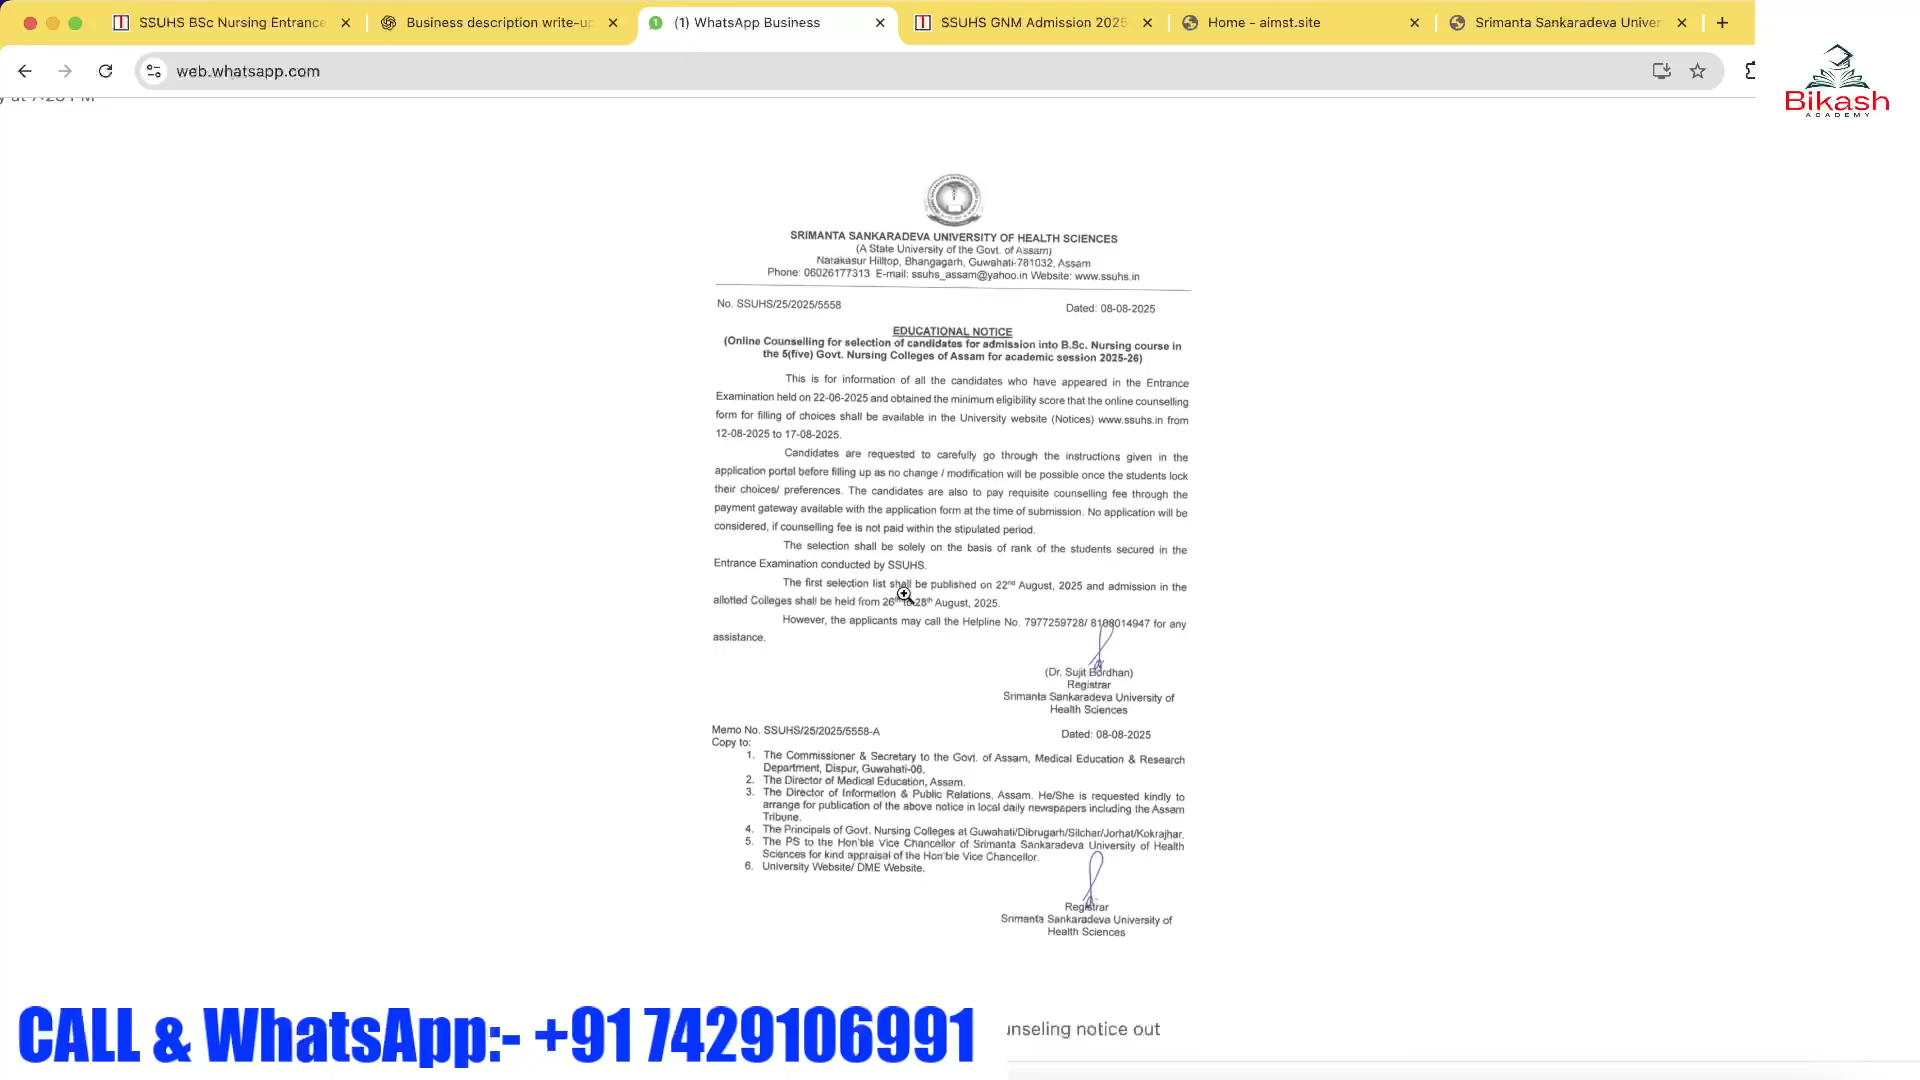 SSUHS BSc Nursing Entrance
Business description write-up
(1) WhatsApp Business
SSUHS GNM Admission 2025
Home - aimst.site
Srimanta Sankaradeva Univer
web.whatsapp.com
Bikash
ACADEMY
SRIMANTA SANKARADEVA UNIVERSITY OF HEALTH SCIENCES
(A State University of the Govt. of Assam)
Narakasur Hilltop, Bhangagarh, Guwahati-781032, Assam
Phone: 06026177313 E-mail: ssuhs_assam@yahoo.in Website: www.ssuhs.in
No. SSUHS/25/2025/5558
Dated: 08-08-2025
EDUCATIONAL NOTICE
(Online Counselling for selection of candidates for admission into B.Sc. Nursing course in
the 5(five) Govt. Nursing Colleges of Assam for academic session 2025-26)
This is for information of all the candidates who have appeared in the Entrance
Examination held on 22-06-2025 and obtained the minimum eligibility score that the online counselling
form for filling of choices shall be available in the University website (Notices) www.ssuhs.in from
12-08-2025 to 17-08-2025.
Candidates are requested to carefully go through the instructions given in the
application portal before filling up as no change / modification will be possible once the students lock
their choices/ preferences. The candidates are also to pay requisite counselling fee through the
payment gateway available with the application form at the time of submission. No application will be
considered, if counselling fee is not paid within the stipulated period.
The selection shall be solely on the basis of rank of the students secured in the
Entrance Examination conducted by SSUHS.
The first selection list shall be published on 22nd August, 2025 and admission in the
allotted Colleges shall be held from 26th to 28th August, 2025.
However, the applicants may call the Helpline No. 7977259728/ 8108014947 for any
assistance.
(Dr. Sujit Bordhan)
Registrar
Srimanta Sankaradeva University of
Health Sciences
Memo No. SSUHS/25/2025/5558-A
Dated: 08-08-2025
Copy to:
1. The Commissioner & Secretary to the Govt. of Assam, Medical Education & Research
Department, Dispur, Guwahati-06.
2. The Director of Medical Education, Assam.
3. The Director of Information & Public Relations, Assam. He/She is requested kindly to
arrange for publication of the above notice in local daily newspapers including the Assam
Tribune.
4. The Principals of Govt. Nursing Colleges at Guwahati/Dibrugarh/Silchar/Jorhat/Kokrajhar.
5. The PS to the Hon'ble Vice Chancellor of Srimanta Sankaradeva University of Health
Sciences for kind appraisal of the Hon'ble Vice Chancellor.
6. University Website/ DME Website.
Registrar
Srimanta Sankaradeva University of
Health Sciences
CALL & WhatsApp:- +91 7429106991
unseling notice out